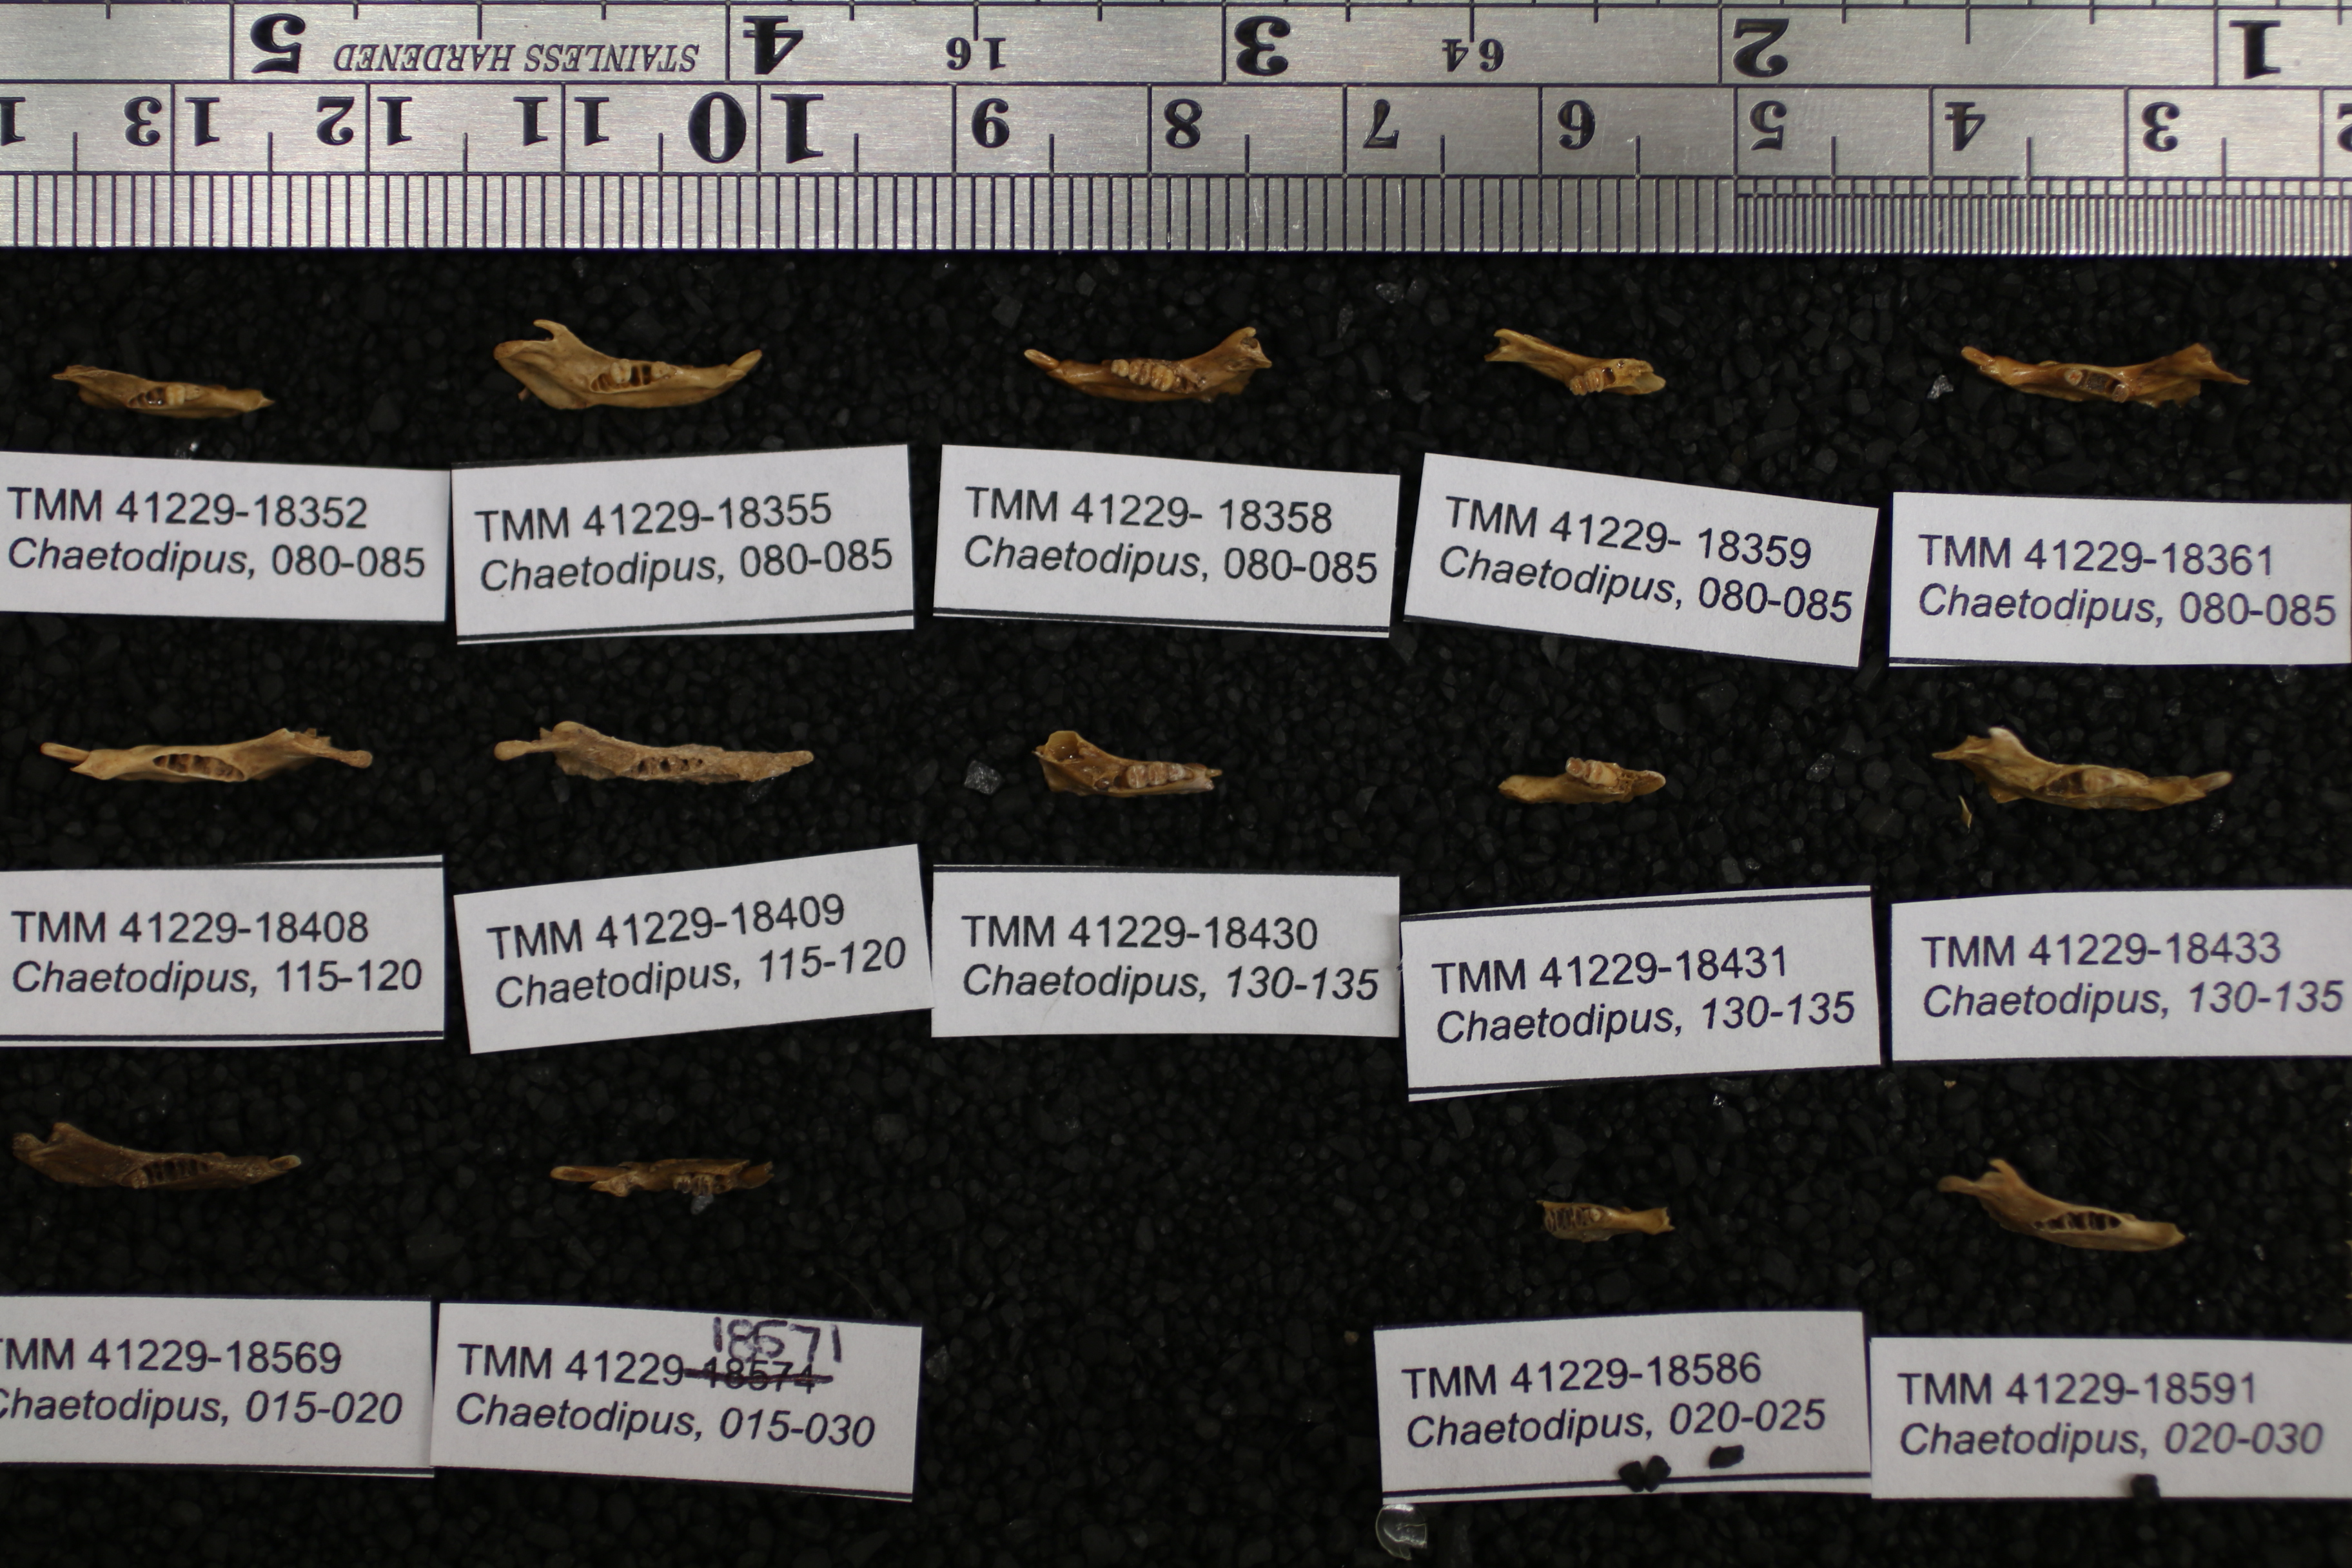 5 STAINLESS HARDENED 4 16 3 64 2 1
13 12 11 10 9 8 7 6 5 4 3 2
TMM 41229-18352
Chaetodipus, 080-085
TMM 41229-18355
Chaetodipus, 080-085
TMM 41229- 18358
Chaetodipus, 080-085
TMM 41229- 18359
Chaetodipus, 080-085
TMM 41229-18361
Chaetodipus, 080-085
TMM 41229-18408
Chaetodipus, 115-120
TMM 41229-18409
Chaetodipus, 115-120
TMM 41229-18430
Chaetodipus, 130-135
TMM 41229-18431
Chaetodipus, 130-135
TMM 41229-18433
Chaetodipus, 130-135
TMM 41229-18569
Chaetodipus, 015-020
18571
TMM 41229-18574
Chaetodipus, 015-030
TMM 41229-18586
Chaetodipus, 020-025
TMM 41229-18591
Chaetodipus, 020-030